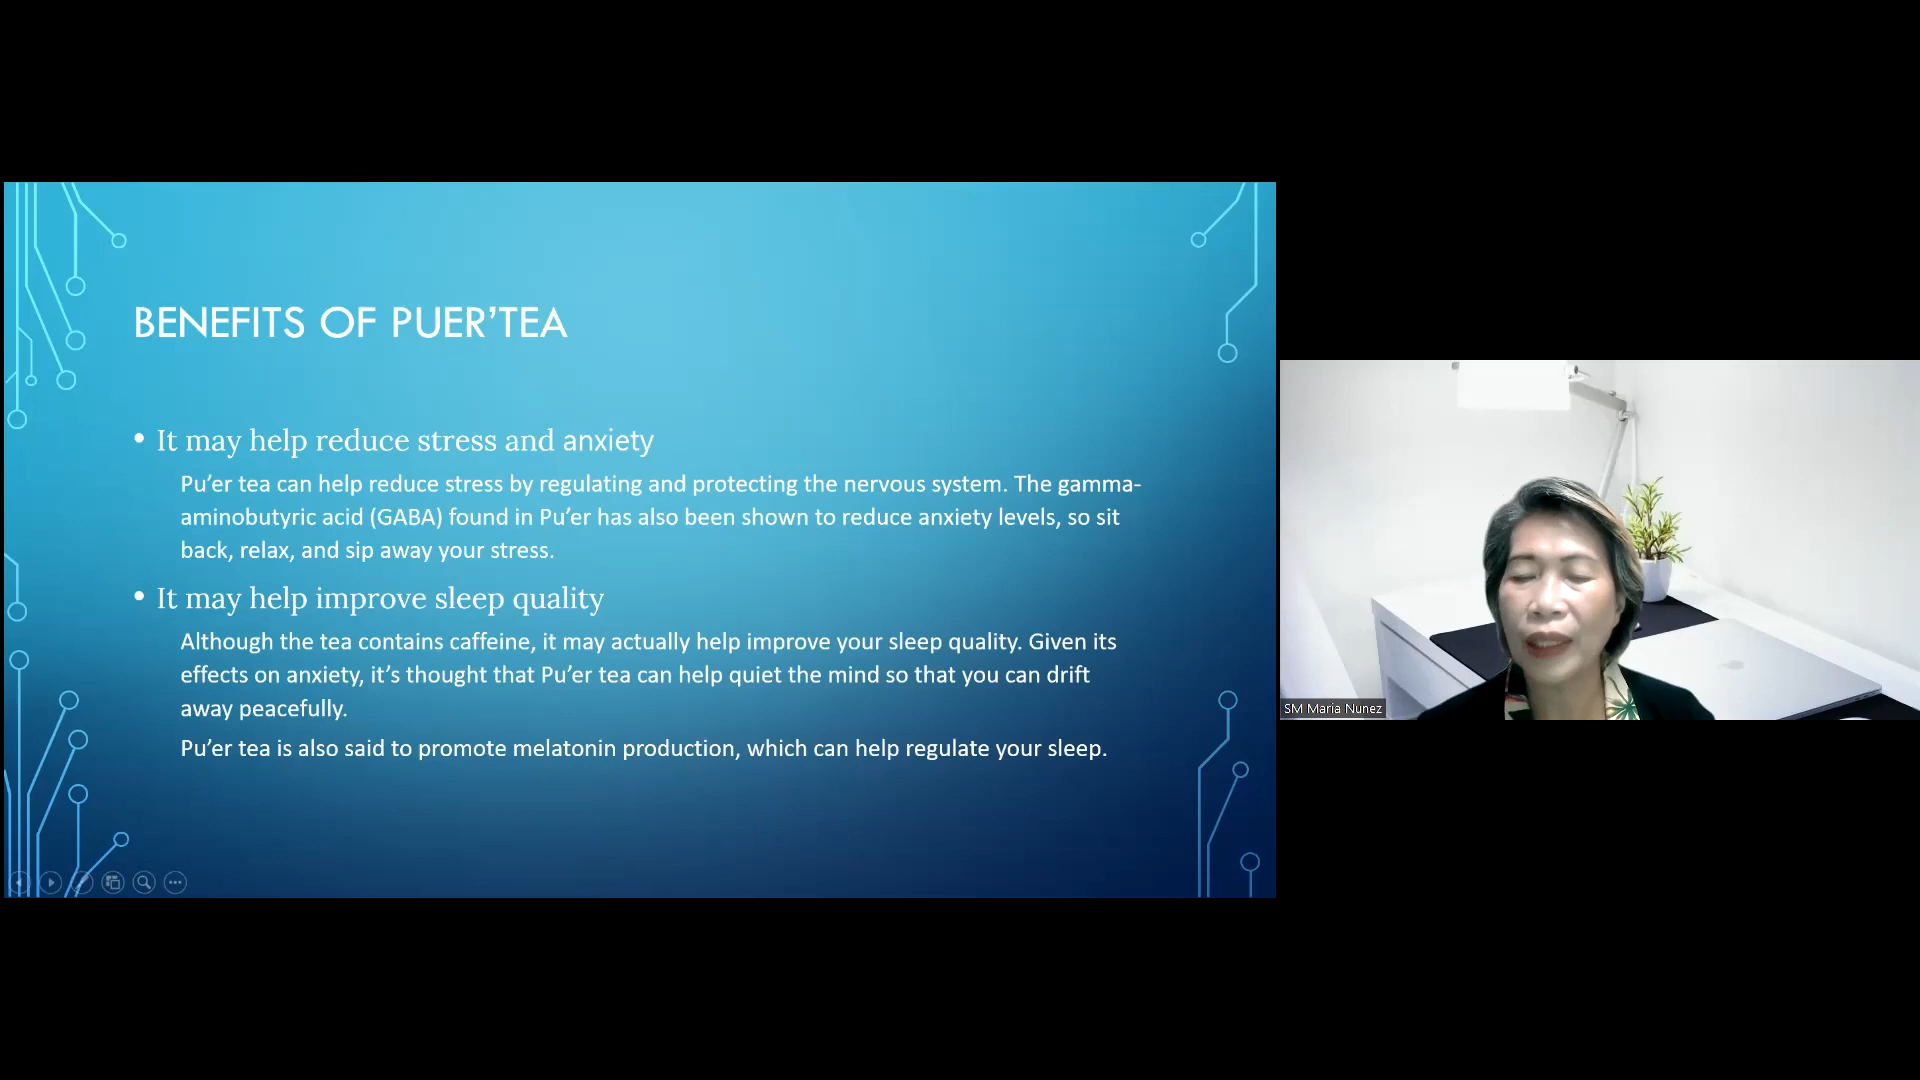 BENEFITS OF PUER’TEA
• It may help reduce stress and anxiety
Pu’er tea can help reduce stress by regulating and protecting the nervous system. The gamma-
aminobutyric acid (GABA) found in Pu’er has also been shown to reduce anxiety levels, so sit
back, relax, and sip away your stress.
• It may help improve sleep quality
Although the tea contains caffeine, it may actually help improve your sleep quality. Given its
effects on anxiety, it’s thought that Pu’er tea can help quiet the mind so that you can drift
away peacefully.
Pu’er tea is also said to promote melatonin production, which can help regulate your sleep.
SM Maria Nunez